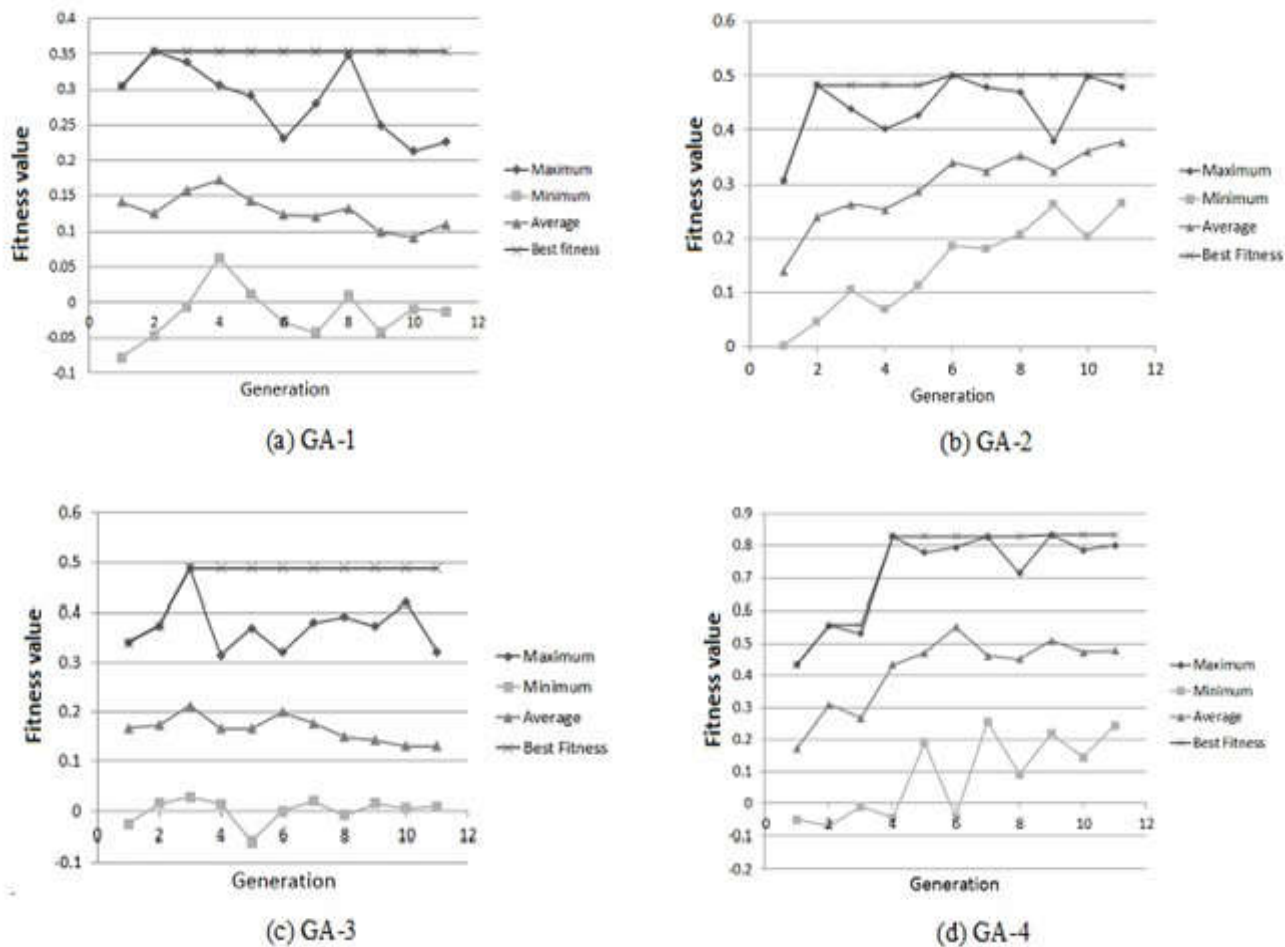 0.4
0.35
0.3
0.25
0.2
0.15
0.1
0.05
0
-0.05
-0.1
0 2 4 6 8 10 12
Fitness value
Generation
Maximum
Minimum
Average
Best fitness
(a) GA-1
0.6
0.5
0.4
0.3
0.2
0.1
0
0 2 4 6 8 10 12
Fitness value
Generation
Maximum
Minimum
Average
Best Fitness
(b) GA-2
0.6
0.5
0.4
0.3
0.2
0.1
0
-0.1
0 2 4 6 8 10 12
Fitness value
Generation
Maximum
Minimum
Average
Best Fitness
(c) GA-3
0.9
0.8
0.7
0.6
0.5
0.4
0.3
0.2
0.1
0
-0.1
-0.2
0 2 4 6 8 10 12
Fitness value
Generation
Maximum
Minimum
Average
Best Fitness
(d) GA-4